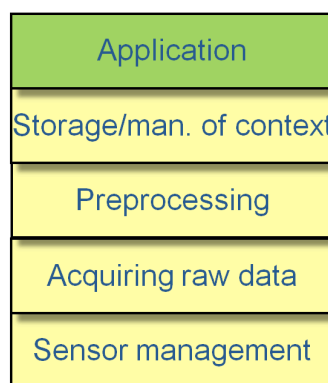 Application
Storage/man. of context
Preprocessing
Acquiring raw data
Sensor management